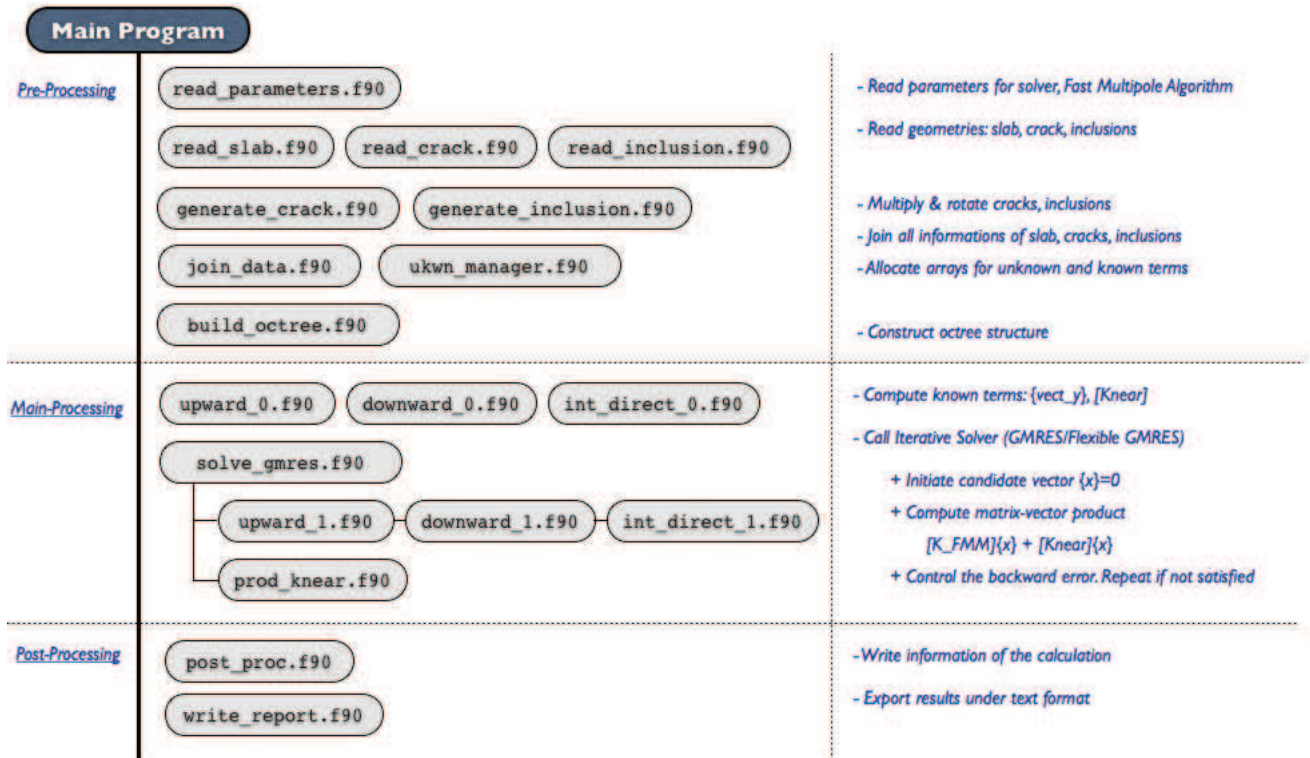 Main Program
Pre-Processing
read_parameters.f90
- Read parameters for solver, Fast Multipole Algorithm
read_slab.f90 read_crack.f90 read_inclusion.f90
- Read geometries: slab, crack, inclusions
generate_crack.f90 generate_inclusion.f90
- Multiply & rotate cracks, inclusions
- Join all informations of slab, cracks, inclusions
join_data.f90 ukwn_manager.f90
- Allocate arrays for unknown and known terms
build_octree.f90
- Construct octree structure
Main-Processing
upward_0.f90 downward_0.f90 int_direct_0.f90
- Compute known terms: {vect_y}, [Knear]
- Call Iterative Solver (GMRES/Flexible GMRES)
solve_gmres.f90
+ Initiate candidate vector {x}=0
upward_1.f90 downward_1.f90 int_direct_1.f90
+ Compute matrix-vector product
[K_FMM]{x} + [Knear]{x}
prod_knear.f90
+ Control the backward error. Repeat if not satisfied
Post-Processing
post_proc.f90
- Write information of the calculation
write_report.f90
- Export results under text format